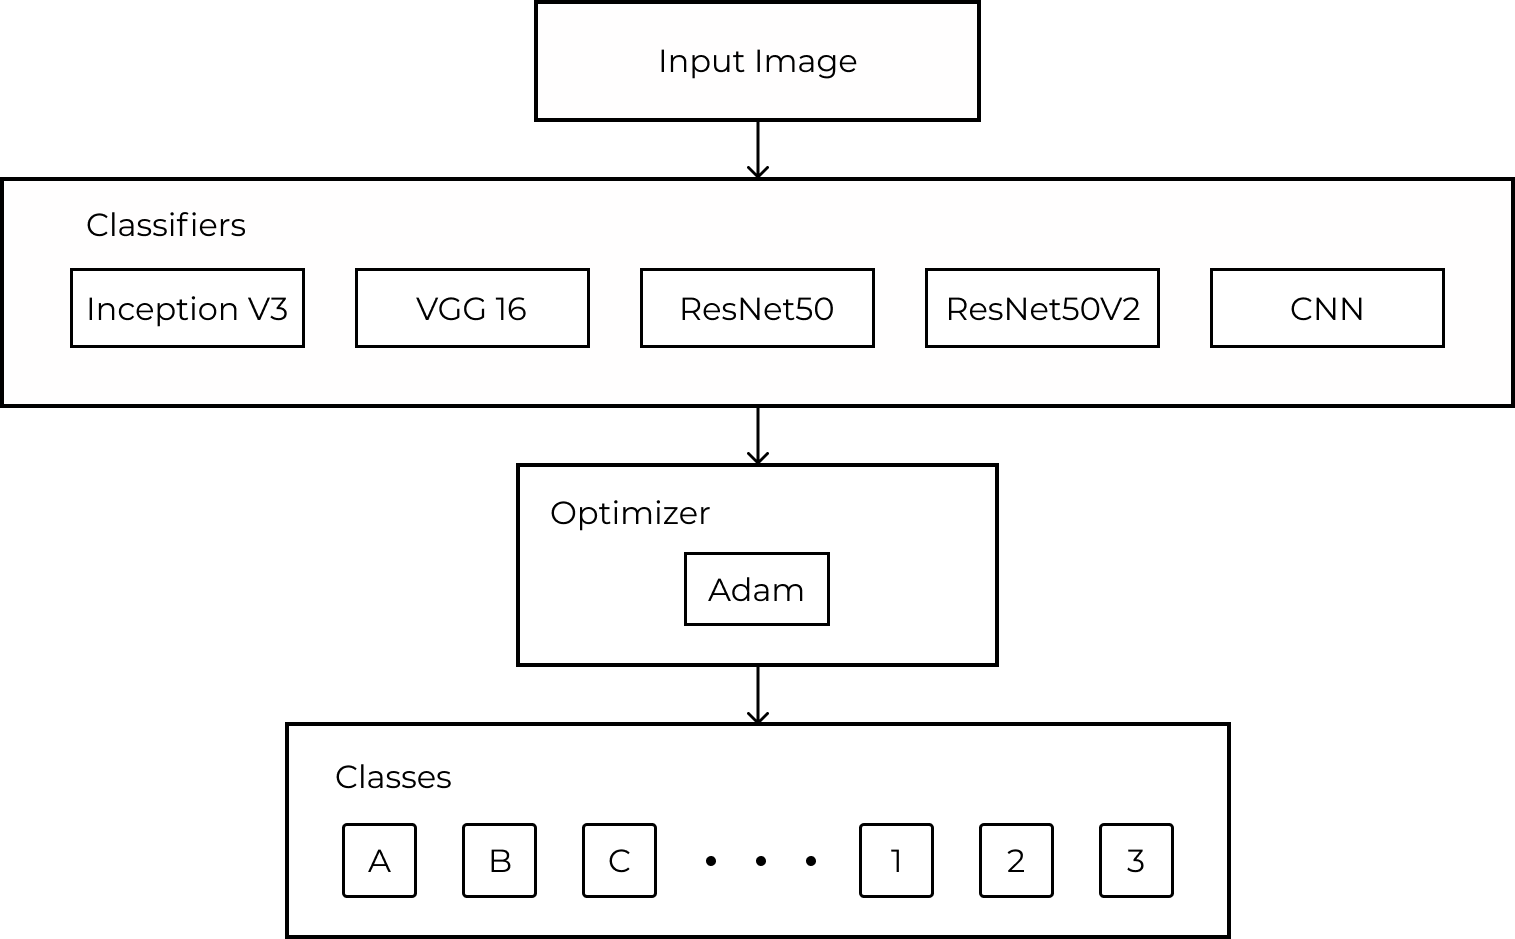 Input Image
Classifiers
Inception V3 VGG 16 ResNet50 ResNet50V2 CNN
Optimizer
Adam
Classes
A B C • • • 1 2 3